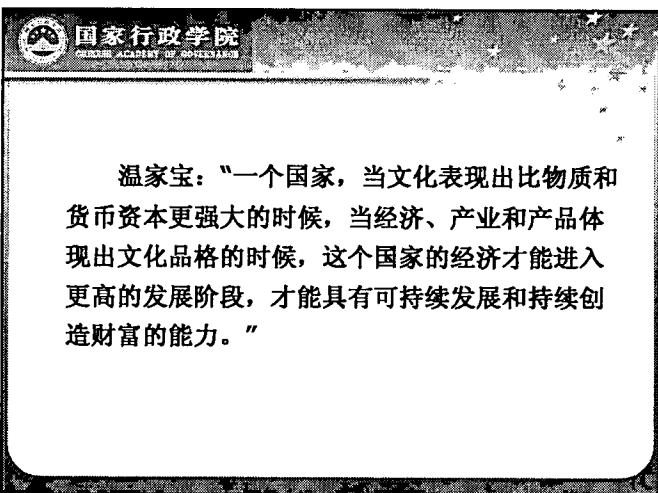 国家行政学院
CHINESE ACADEMY OF GOVERNANCE
温家宝：“一个国家，当文化表现出比物质和
货币资本更强大的时候，当经济、产业和产品体
现出文化品格的时候，这个国家的经济才能进入
更高的发展阶段，才能具有可持续发展和持续创
造财富的能力。”